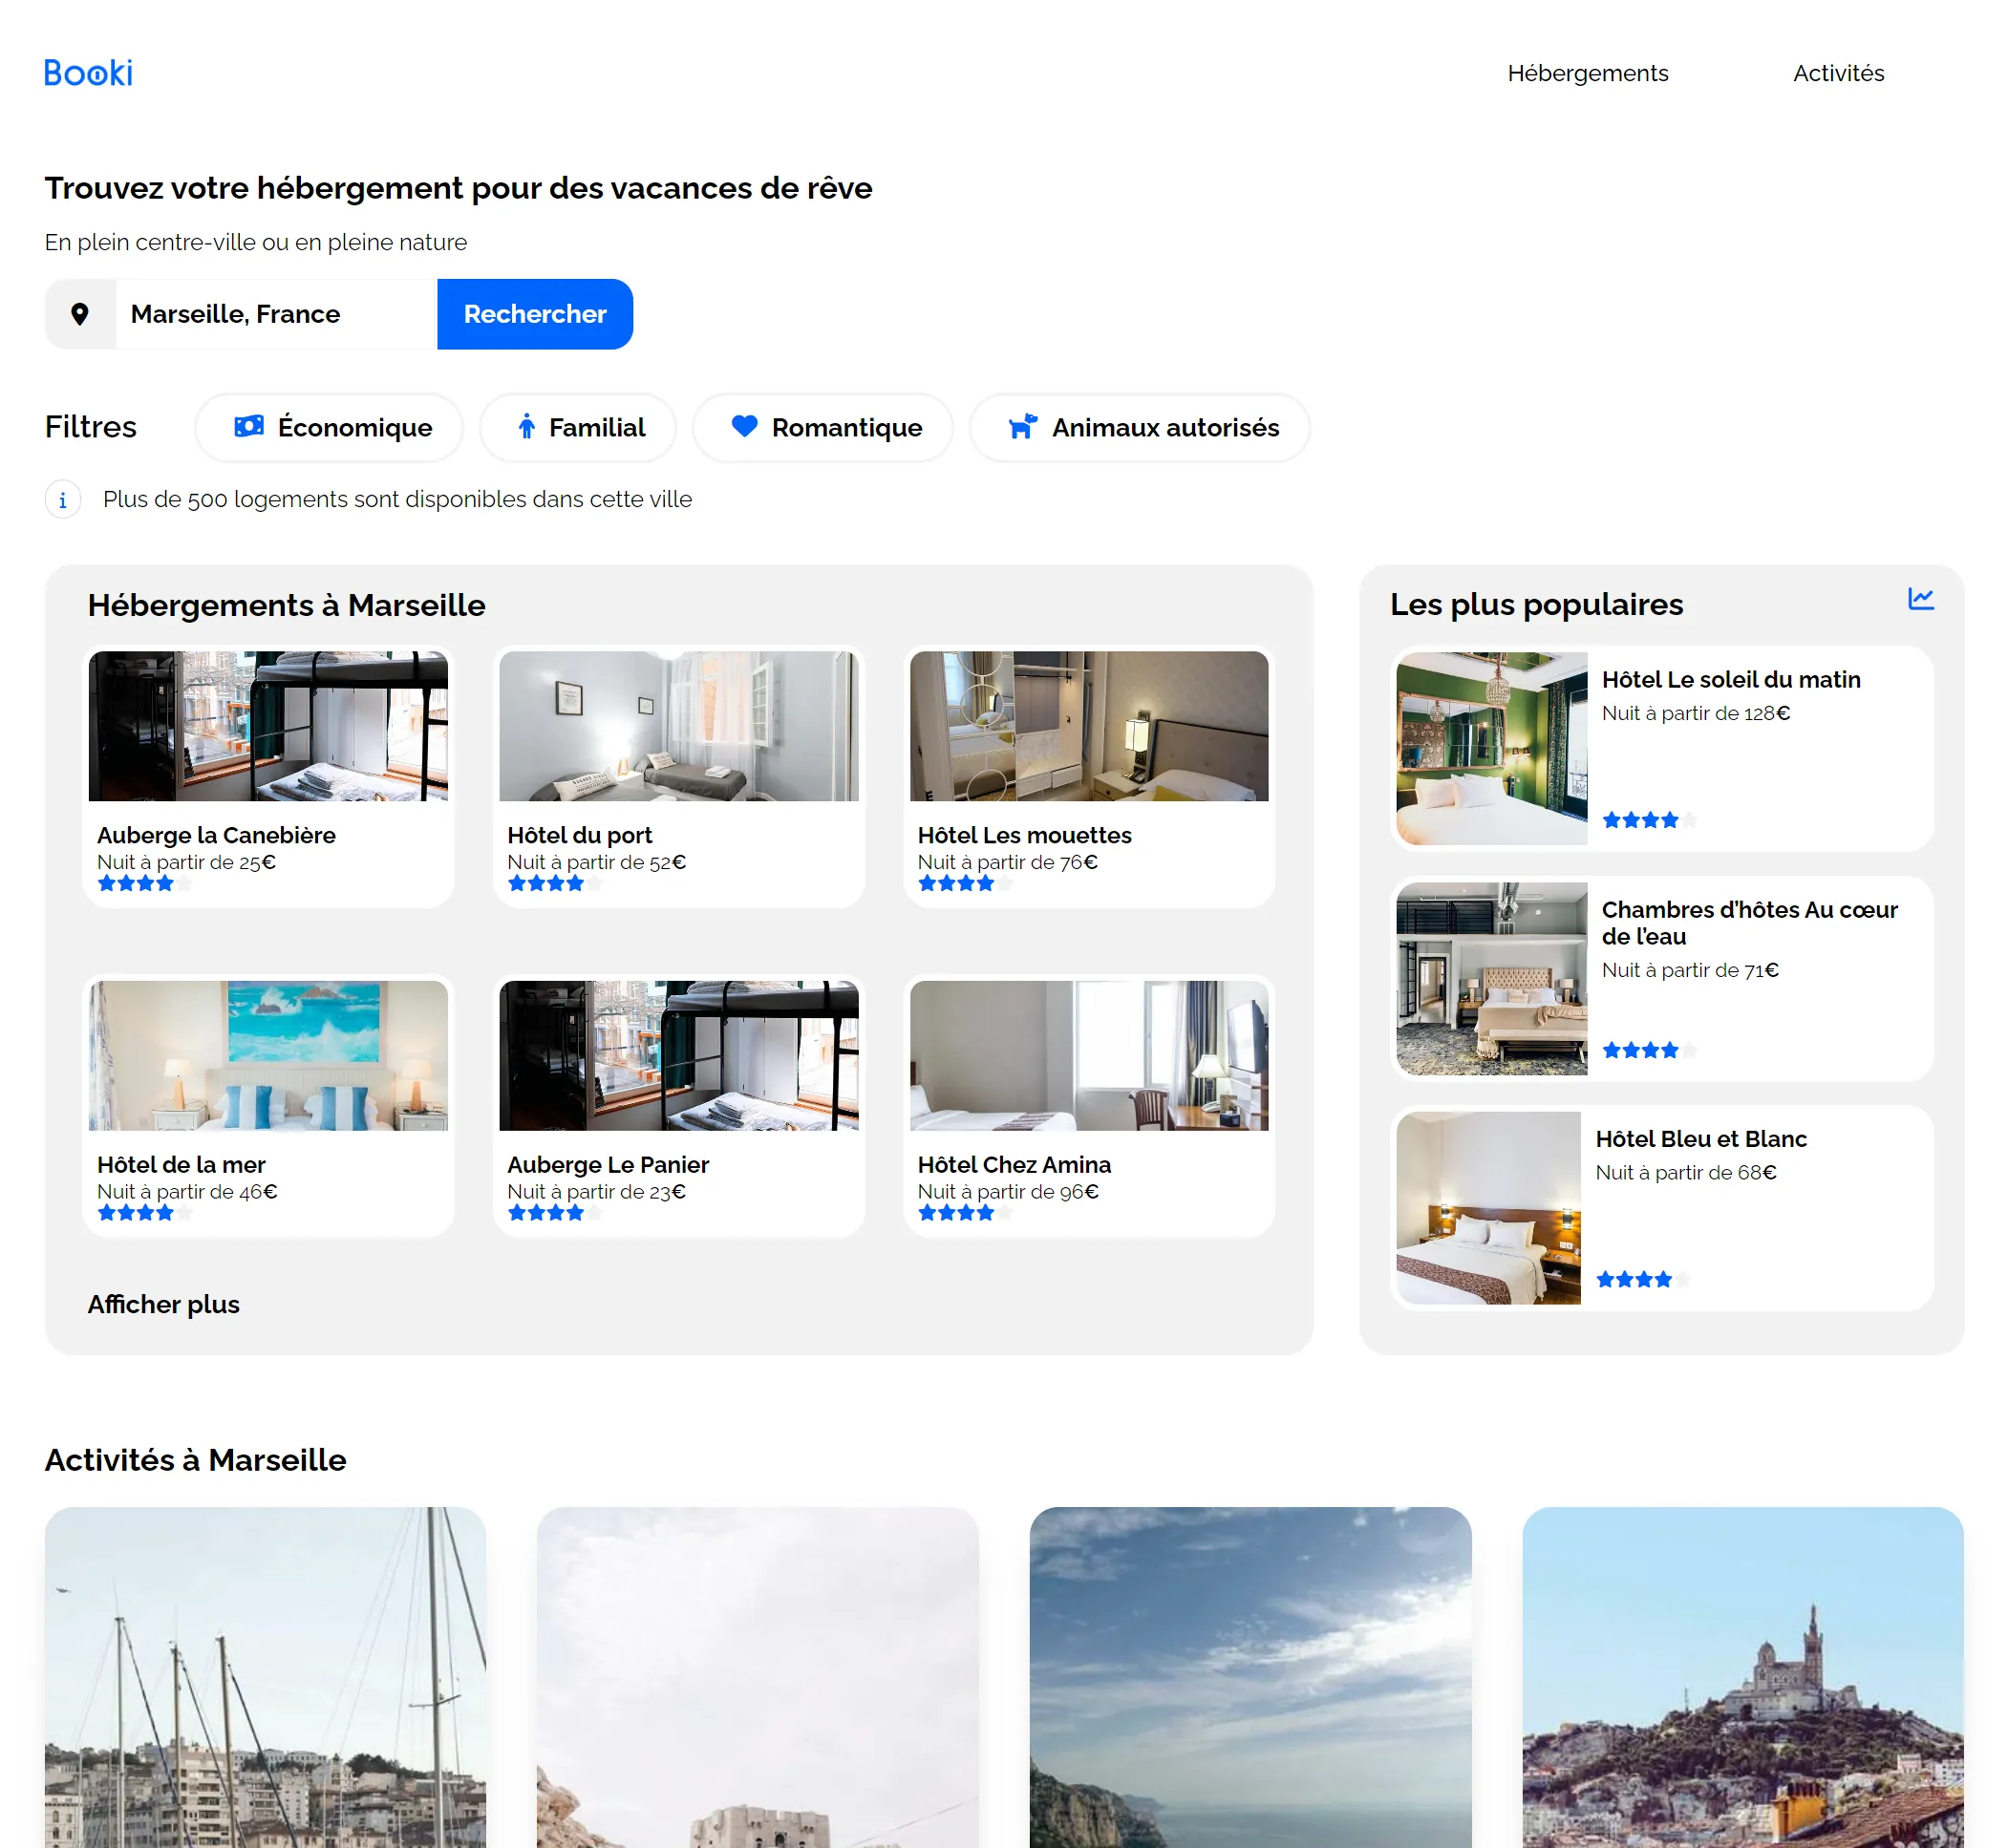 Booki
Hébergements
Activités
Trouvez votre hébergement pour des vacances de rêve
En plein centre-ville ou en pleine nature
Marseille, France
Rechercher
Filtres
Économique
Familial
Romantique
Animaux autorisés
Plus de 500 logements sont disponibles dans cette ville
Hébergements à Marseille
Auberge la Canebière
Nuit à partir de 25€
Hôtel du port
Nuit à partir de 52€
Hôtel Les mouettes
Nuit à partir de 76€
Hôtel de la mer
Nuit à partir de 46€
Auberge Le Panier
Nuit à partir de 23€
Hôtel Chez Amina
Nuit à partir de 96€
Afficher plus
Les plus populaires
Hôtel Le soleil du matin
Nuit à partir de 128€
Chambres d’hôtes Au cœur
de l’eau
Nuit à partir de 71€
Hôtel Bleu et Blanc
Nuit à partir de 68€
Activités à Marseille